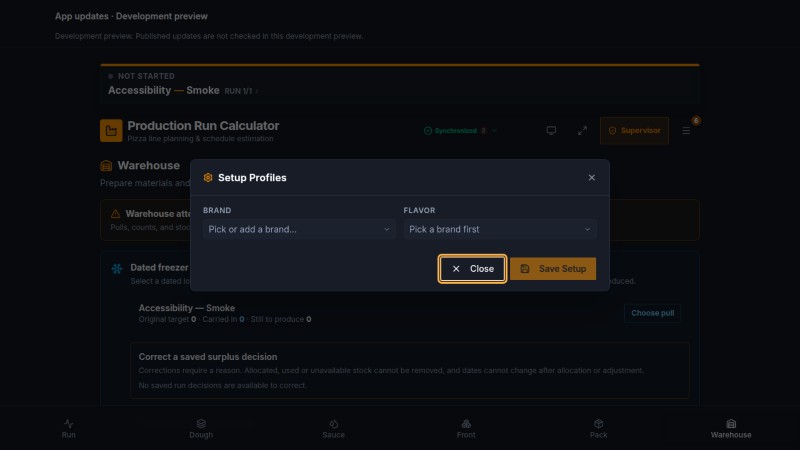 App updates · Development preview
Development preview. Published updates are not checked in this development preview.
NOT STARTED
Accessibility — Smoke RUN 1/1 ›
Production Run Calculator
Pizza line planning & schedule estimation
Synchronized
Supervisor
6
Warehouse
Prepare materials and
Setup Profiles
BRAND
FLAVOR
Pick or add a brand...
Pick a brand first
Close
Save Setup
Warehouse atte
Pulls, counts, and stoc
Dated freezer
Select a dated lo
duced.
Accessibility — Smoke
Original target 0 · Carried in 0 · Still to produce 0
Choose pull
Correct a saved surplus decision
Corrections require a reason. Allocated, used or unavailable stock cannot be removed, and dates cannot change after allocation or adjustment.
No saved run decisions are available to correct.
Run
Dough
Sauce
Front
Pack
Warehouse